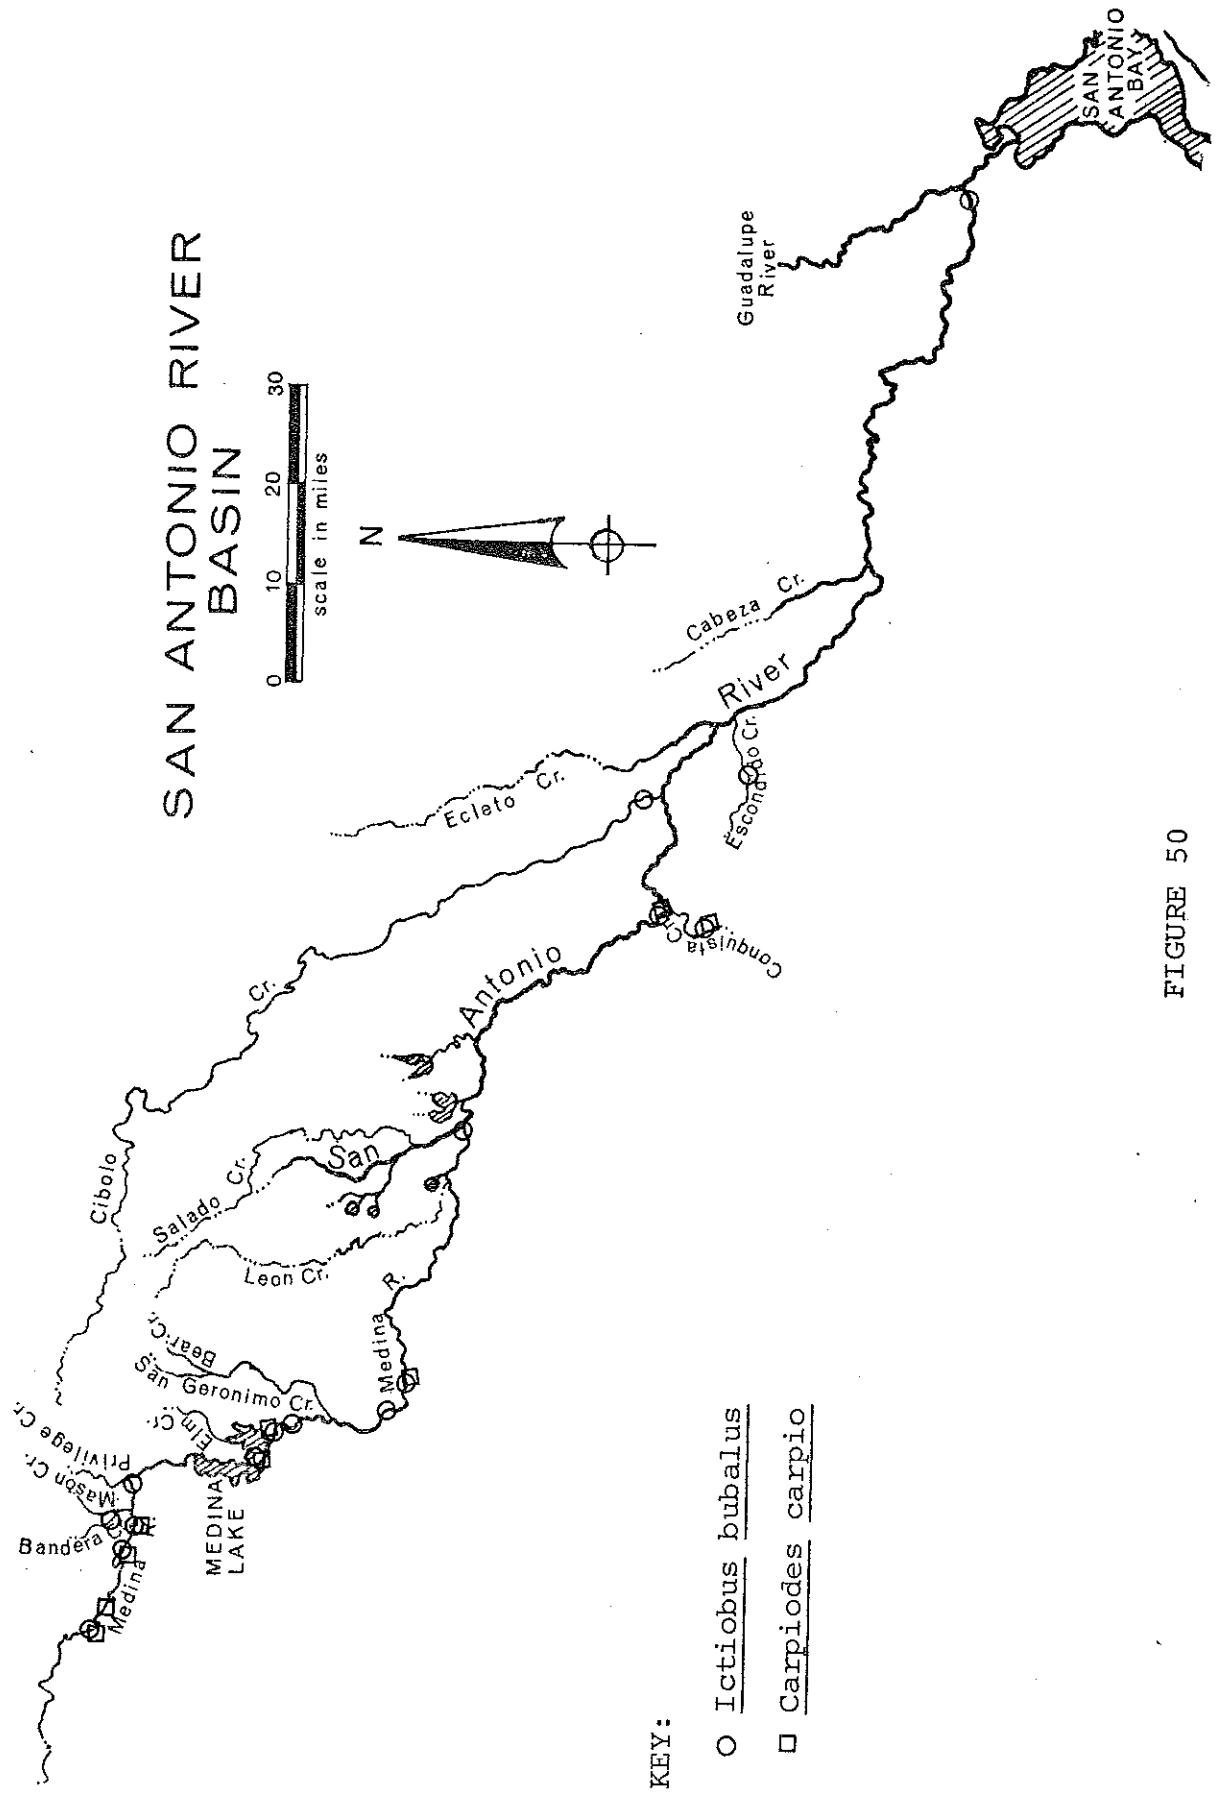 SAN ANTONIO RIVER
BASIN
0 10 20 30
scale in miles
N
Privilege Cr.
Mason Cr.
Bandera Cr.
Medina R.
MEDINA
LAKE
Elm Cr.
San Geronimo Cr.
Bear Cr.
Leon Cr.
Salado Cr.
Cibolo Cr.
Medina R.
San Antonio River
Ecleto Cr.
Conquista Cr.
Escondido Cr.
Cabeza Cr.
Guadalupe
River
SAN
ANTONIO
BAY
KEY:
Ictiobus bubalus
Carpiodes carpio
FIGURE 50